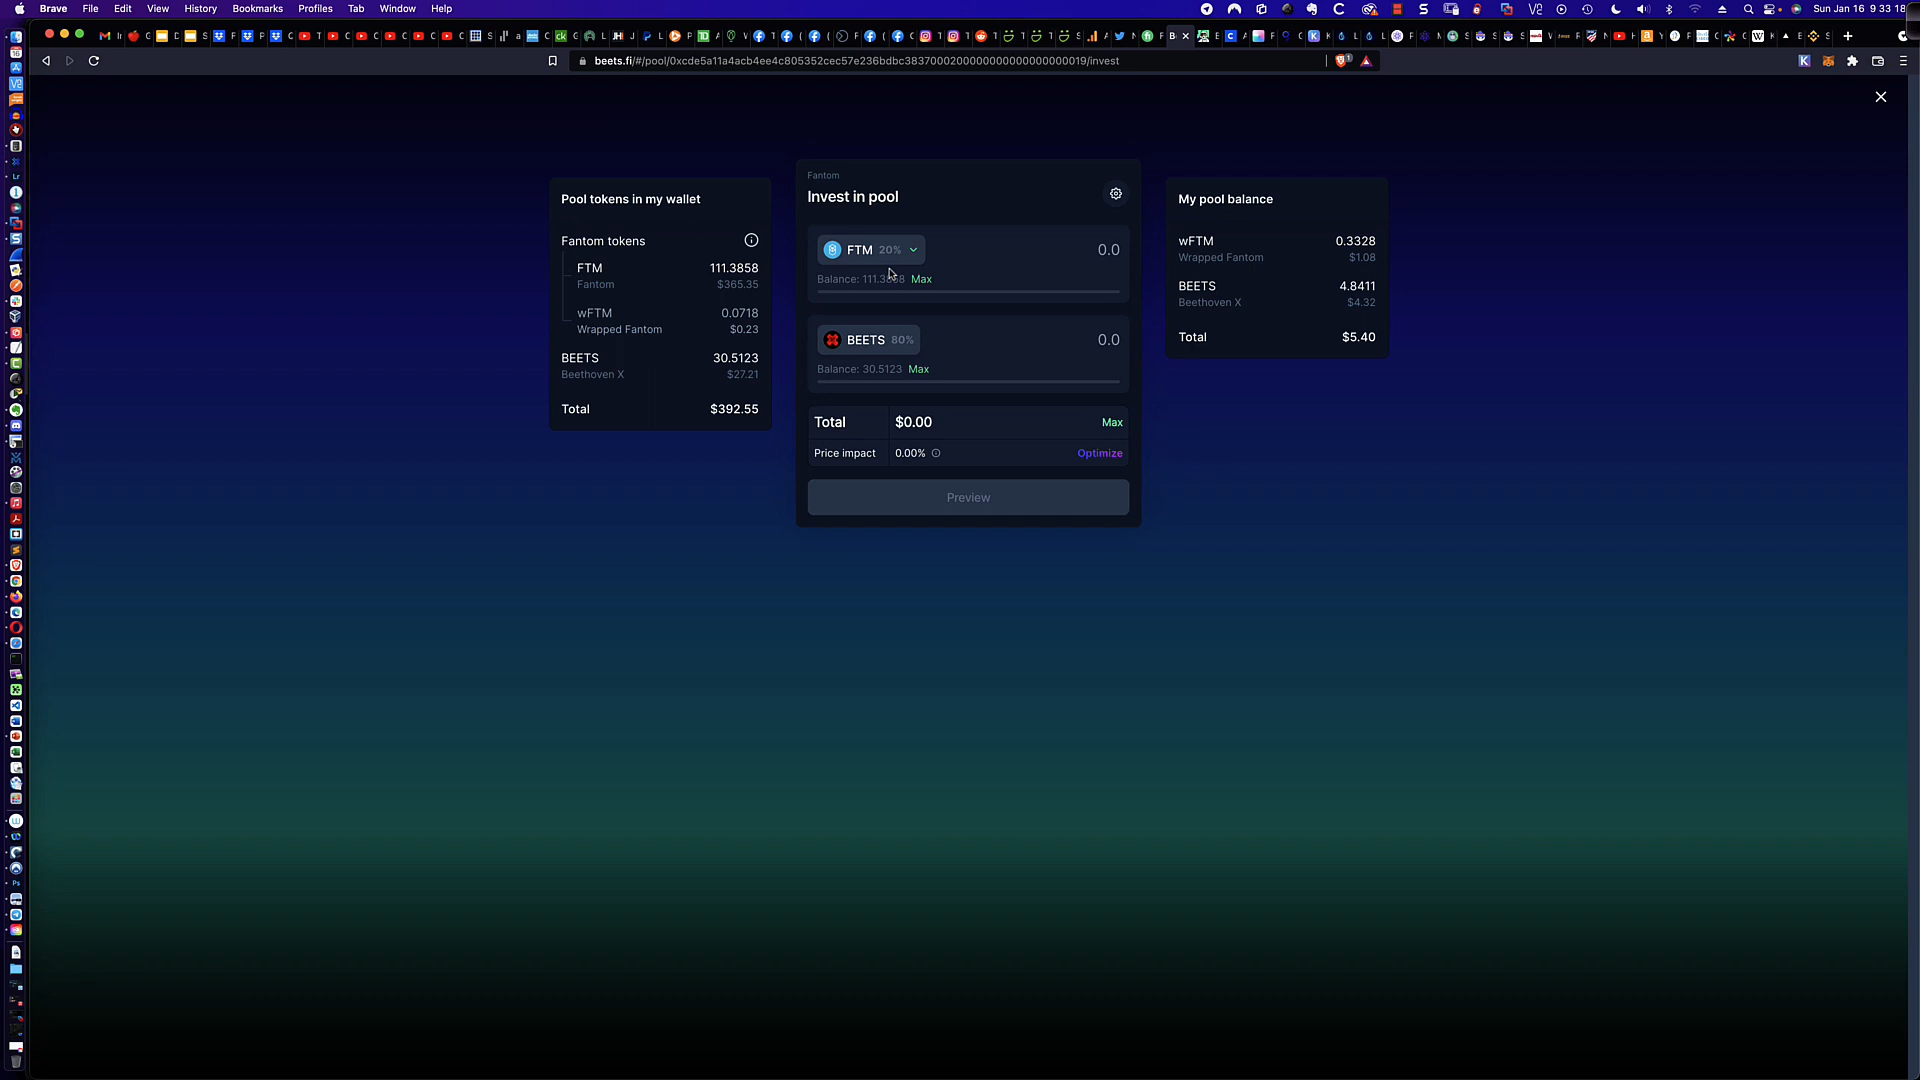 Brave File Edit View History Bookmarks Profiles Tab Window Help
Sun Jan 16 9 33 18
beets.fi/#/pool/0xcde5a11a4acb4ee4c805352cec57e236bdbc3837000200000000000000000019/invest
Pool tokens in my wallet
Fantom tokens
FTM 111.3858
Fantom $365.35
wFTM 0.0718
Wrapped Fantom $0.23
BEETS 30.5123
Beethoven X $27.21
Total $392.55
Fantom
Invest in pool
FTM 20% 0.0
Balance: 111.3858 Max
BEETS 80% 0.0
Balance: 30.5123 Max
Total $0.00 Max
Price impact 0.00% Optimize
Preview
My pool balance
wFTM 0.3328
Wrapped Fantom $1.08
BEETS 4.8411
Beethoven X $4.32
Total $5.40